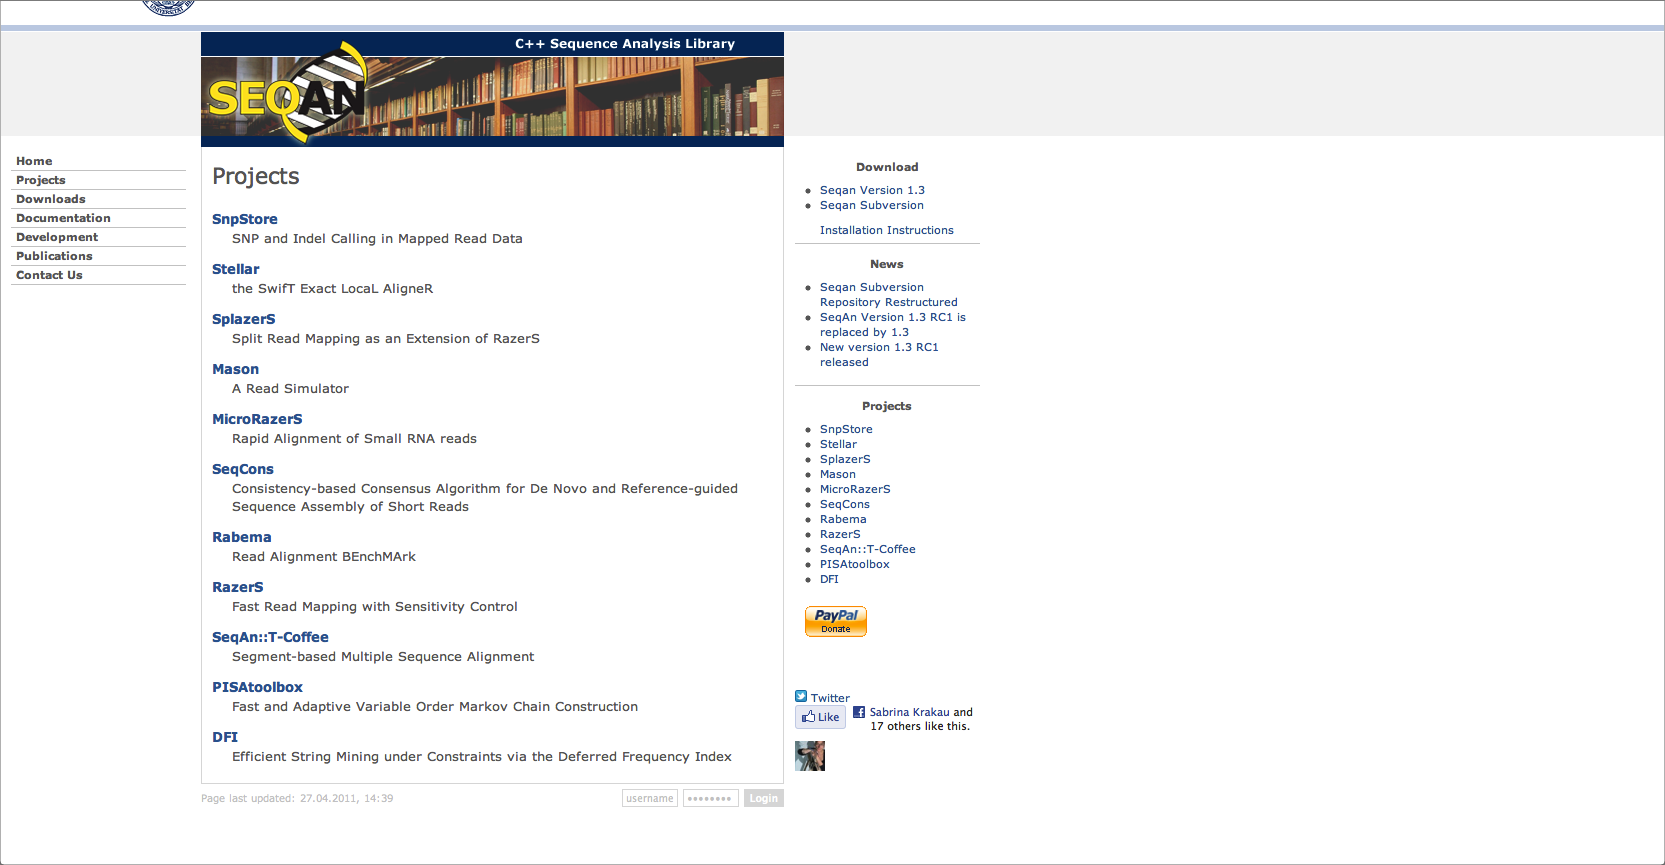 C++ Sequence Analysis Library
SEQAN
Home
Projects
Downloads
Documentation
Development
Publications
Contact Us
Projects
SnpStore
SNP and Indel Calling in Mapped Read Data
Stellar
the SwifT Exact LocaL AligneR
SplazerS
Split Read Mapping as an Extension of RazerS
Mason
A Read Simulator
MicroRazerS
Rapid Alignment of Small RNA reads
SeqCons
Consistency-based Consensus Algorithm for De Novo and Reference-guided
Sequence Assembly of Short Reads
Rabema
Read Alignment BEnchMArk
RazerS
Fast Read Mapping with Sensitivity Control
SeqAn::T-Coffee
Segment-based Multiple Sequence Alignment
PISAtoolbox
Fast and Adaptive Variable Order Markov Chain Construction
DFI
Efficient String Mining under Constraints via the Deferred Frequency Index
Page last updated: 27.04.2011, 14:39
username
••••••••
Login
Download
Seqan Version 1.3
Seqan Subversion
Installation Instructions
News
Seqan Subversion
Repository Restructured
SeqAn Version 1.3 RC1 is
replaced by 1.3
New version 1.3 RC1
released
Projects
SnpStore
Stellar
SplazerS
Mason
MicroRazerS
SeqCons
Rabema
RazerS
SeqAn::T-Coffee
PISAtoolbox
DFI
PayPal
Donate
Twitter
Like
Sabrina Krakau and
17 others like this.